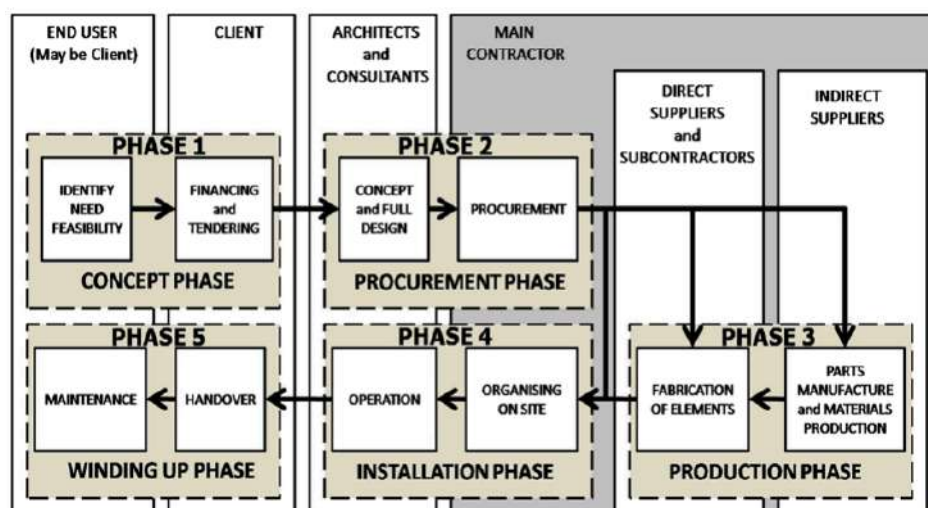 END USER
(May be Client)
CLIENT
ARCHITECTS
and
CONSULTANTS
MAIN
CONTRACTOR
DIRECT
SUPPLIERS
and
SUBCONTRACTORS
INDIRECT
SUPPLIERS
PHASE 1
IDENTIFY
NEED
FEASIBILITY
FINANCING
and
TENDERING
CONCEPT PHASE
PHASE 2
CONCEPT
and FULL
DESIGN
PROCUREMENT
PROCUREMENT PHASE
PHASE 5
MAINTENANCE
HANDOVER
WINDING UP PHASE
PHASE 4
OPERATION
ORGANISING
ON SITE
INSTALLATION PHASE
PHASE 3
FABRICATION
OF ELEMENTS
PARTS
MANUFACTURE
and MATERIALS
PRODUCTION
PRODUCTION PHASE